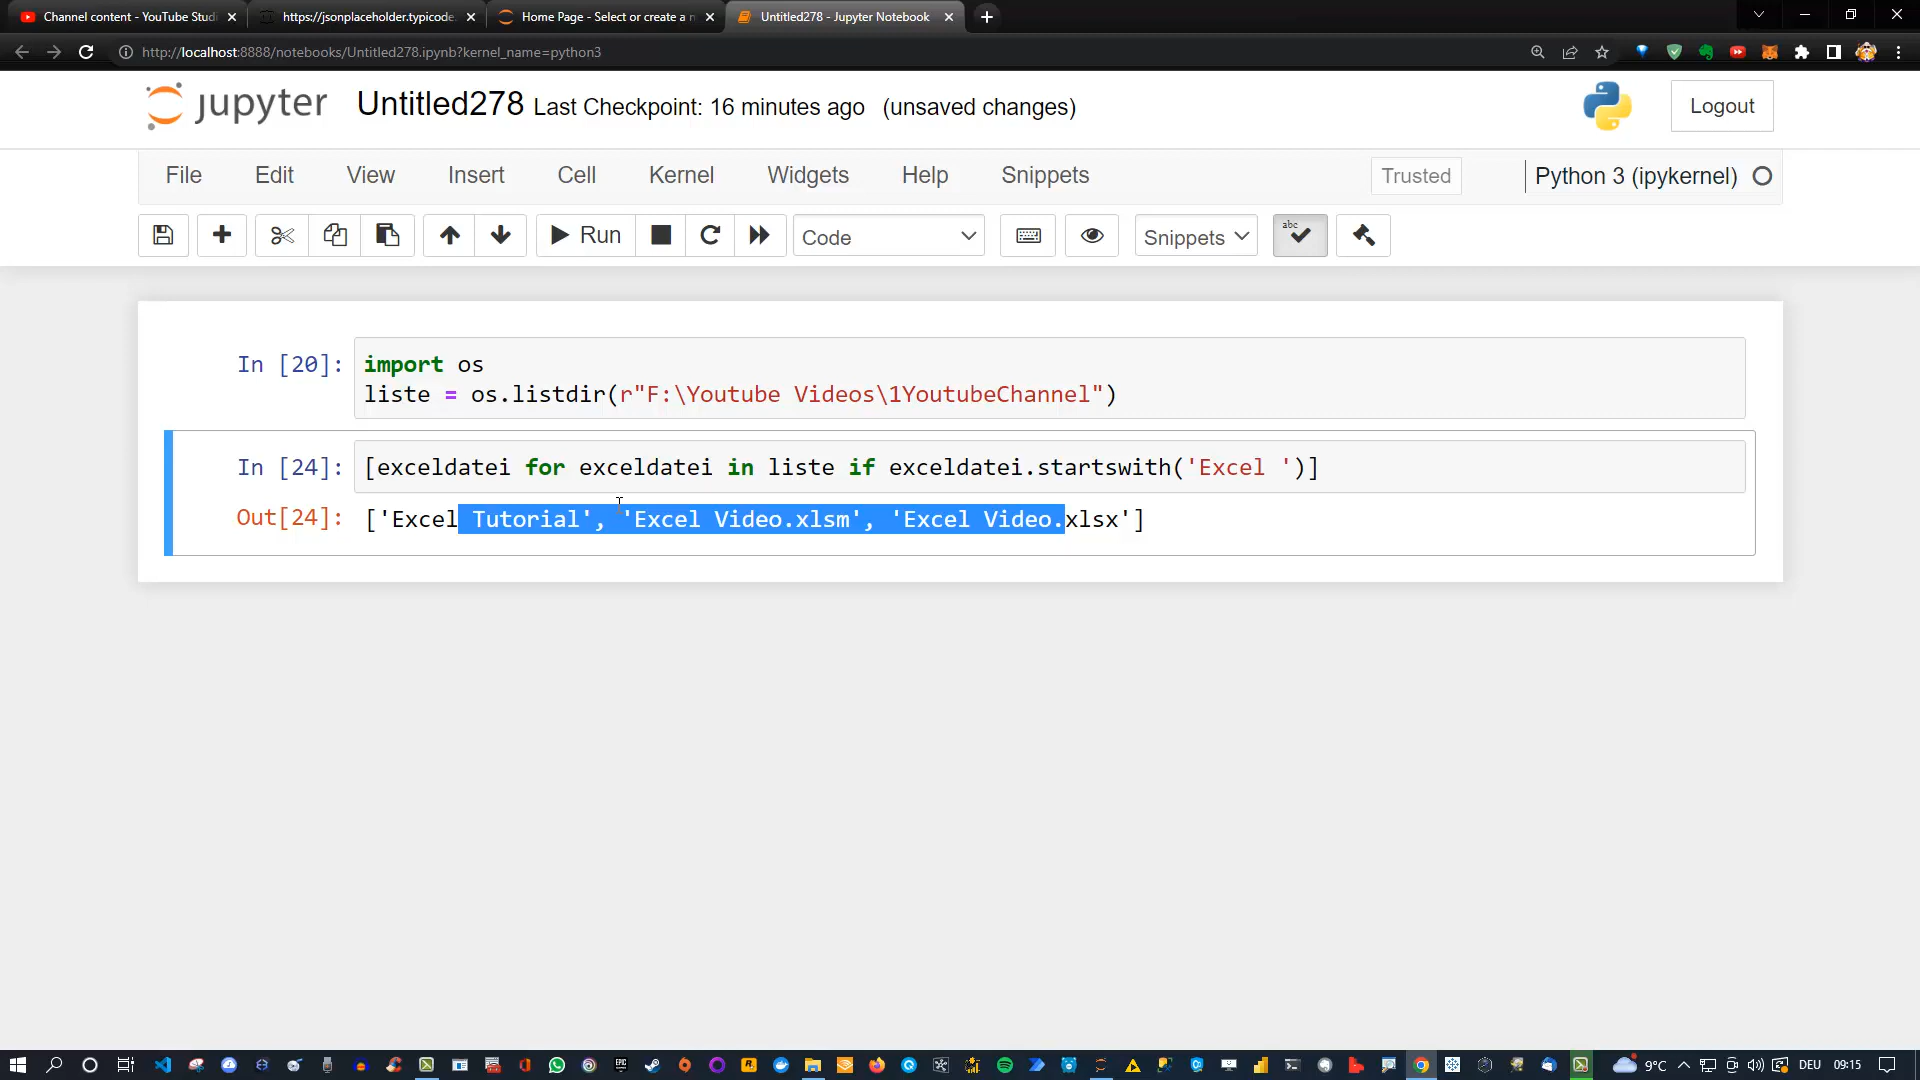 Channel content - YouTube Studi
https://jsonplaceholder.typicode.
Home Page - Select or create a n
Untitled278 - Jupyter Notebook
http://localhost:8888/notebooks/Untitled278.ipynb?kernel_name=python3
jupyter Untitled278 Last Checkpoint: 16 minutes ago (unsaved changes)
Logout
File Edit View Insert Cell Kernel Widgets Help Snippets
Trusted
Python 3 (ipykernel)
Run
Code
Snippets
abc
In [20]: import os
liste = os.listdir(r"F:\Youtube Videos\1YoutubeChannel")
In [24]: [exceldatei for exceldatei in liste if exceldatei.startswith('Excel ')]
Out[24]: ['Excel Tutorial', 'Excel Video.xlsm', 'Excel Video.xlsx']
9°C
DEU
09:15